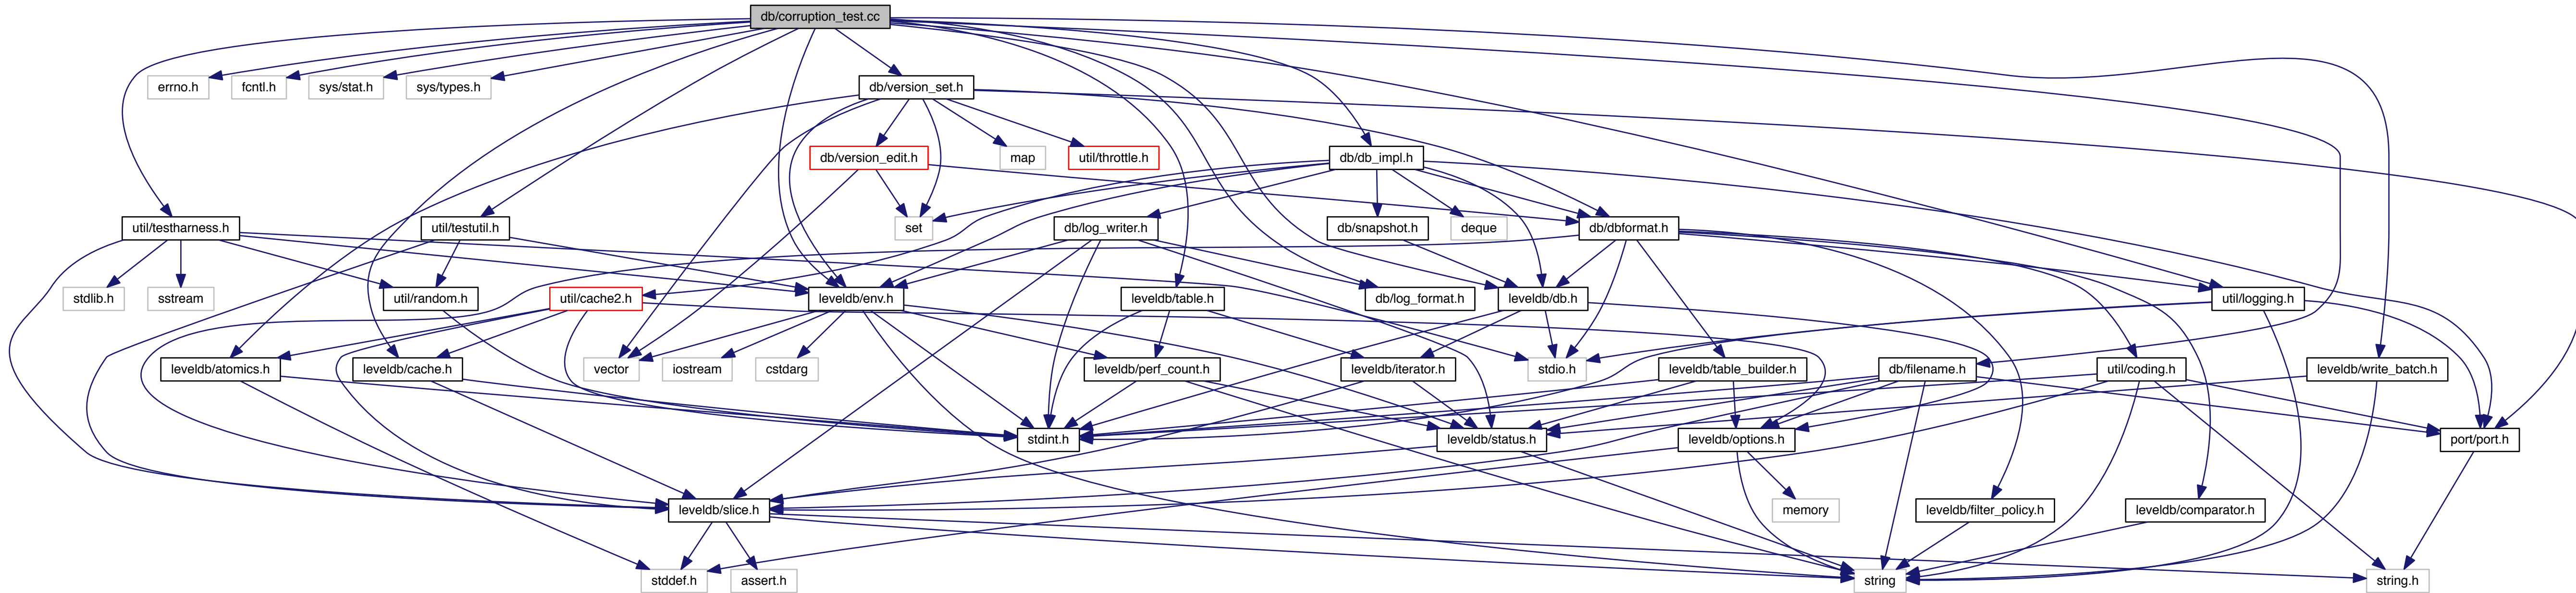 db/corruption_test.cc
errno.h
fcntl.h
sys/stat.h
sys/types.h
db/version_set.h
db/version_edit.h
map
util/throttle.h
db/db_impl.h
util/testharness.h
util/testutil.h
set
db/log_writer.h
db/snapshot.h
deque
db/dbformat.h
stdlib.h
sstream
util/random.h
util/cache2.h
leveldb/env.h
leveldb/table.h
db/log_format.h
leveldb/db.h
util/logging.h
leveldb/atomics.h
leveldb/cache.h
vector
iostream
cstdarg
leveldb/perf_count.h
leveldb/iterator.h
stdio.h
leveldb/table_builder.h
db/filename.h
util/coding.h
leveldb/write_batch.h
stdint.h
leveldb/status.h
leveldb/options.h
port/port.h
leveldb/slice.h
memory
leveldb/filter_policy.h
leveldb/comparator.h
stddef.h
assert.h
string
string.h